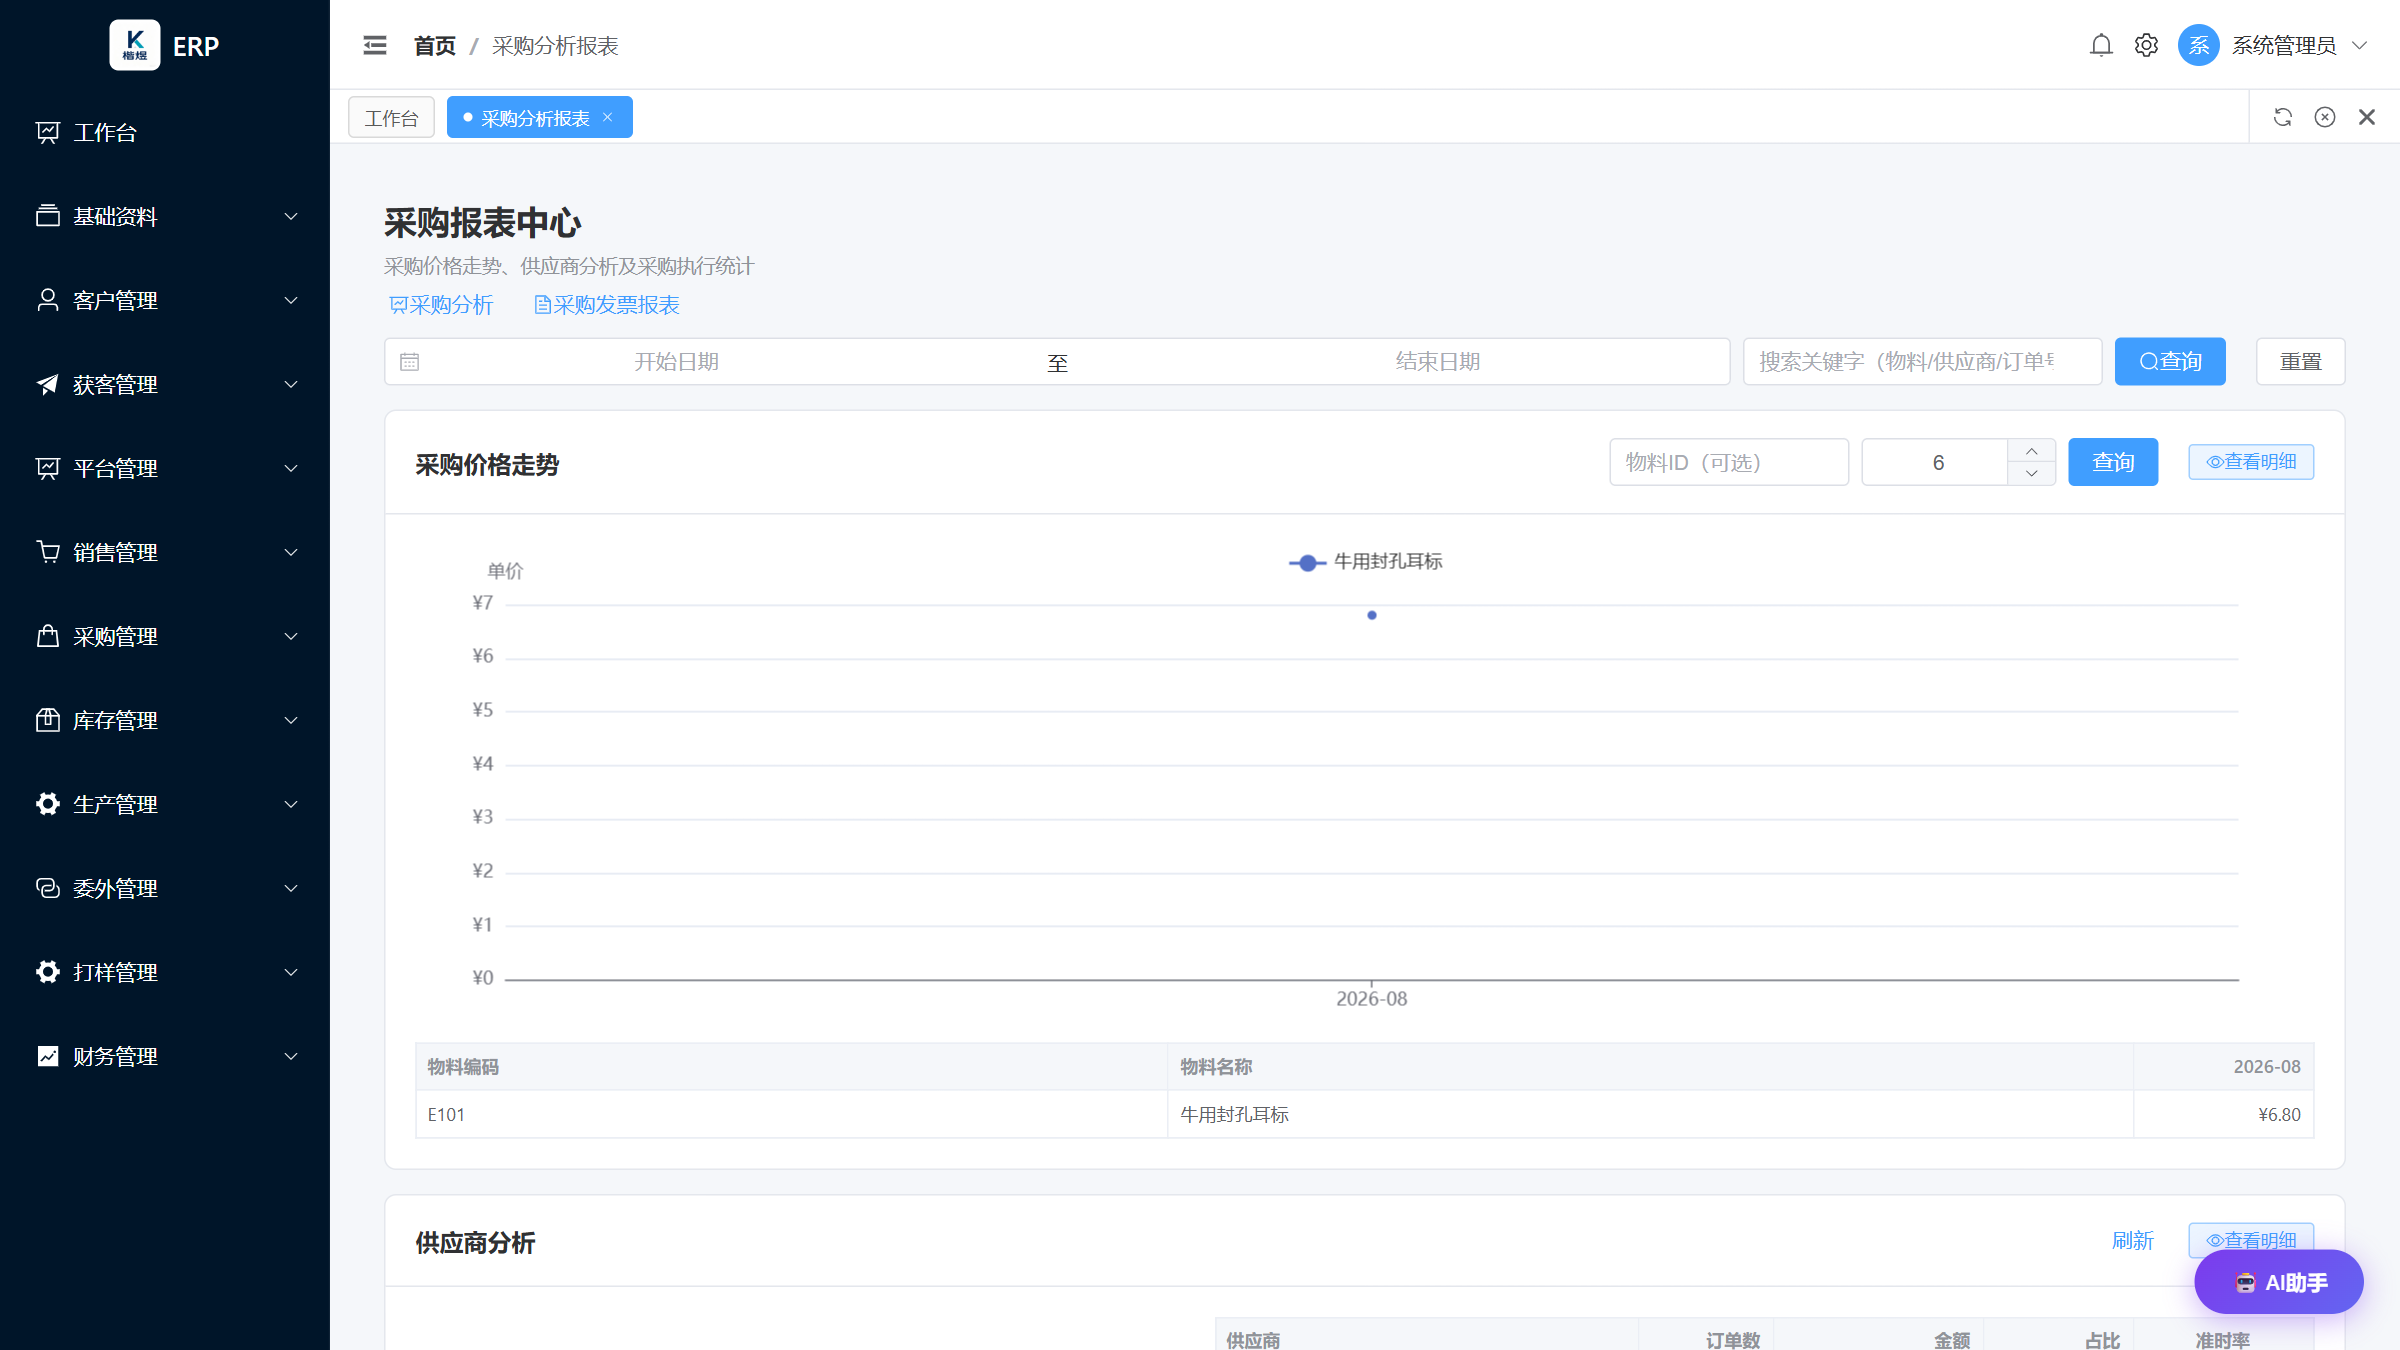 K
楷煜
ERP
工作台
基础资料
客户管理
获客管理
平台管理
销售管理
采购管理
库存管理
生产管理
委外管理
打样管理
财务管理
首页 / 采购分析报表
系 系统管理员
工作台
采购分析报表
采购报表中心
采购价格走势、供应商分析及采购执行统计
采购分析 采购发票报表
开始日期 至 结束日期 搜索关键字（物料/供应商/订单号 查询 重置
采购价格走势
物料ID（可选） 6 查询 查看明细
牛用封孔耳标
单价
¥7
¥6
¥5
¥4
¥3
¥2
¥1
¥0
2026-08
物料编码 物料名称 2026-08
E101 牛用封孔耳标 ¥6.80
供应商分析 刷新 查看明细
AI助手
供应商 订单数 金额 占比 准时率